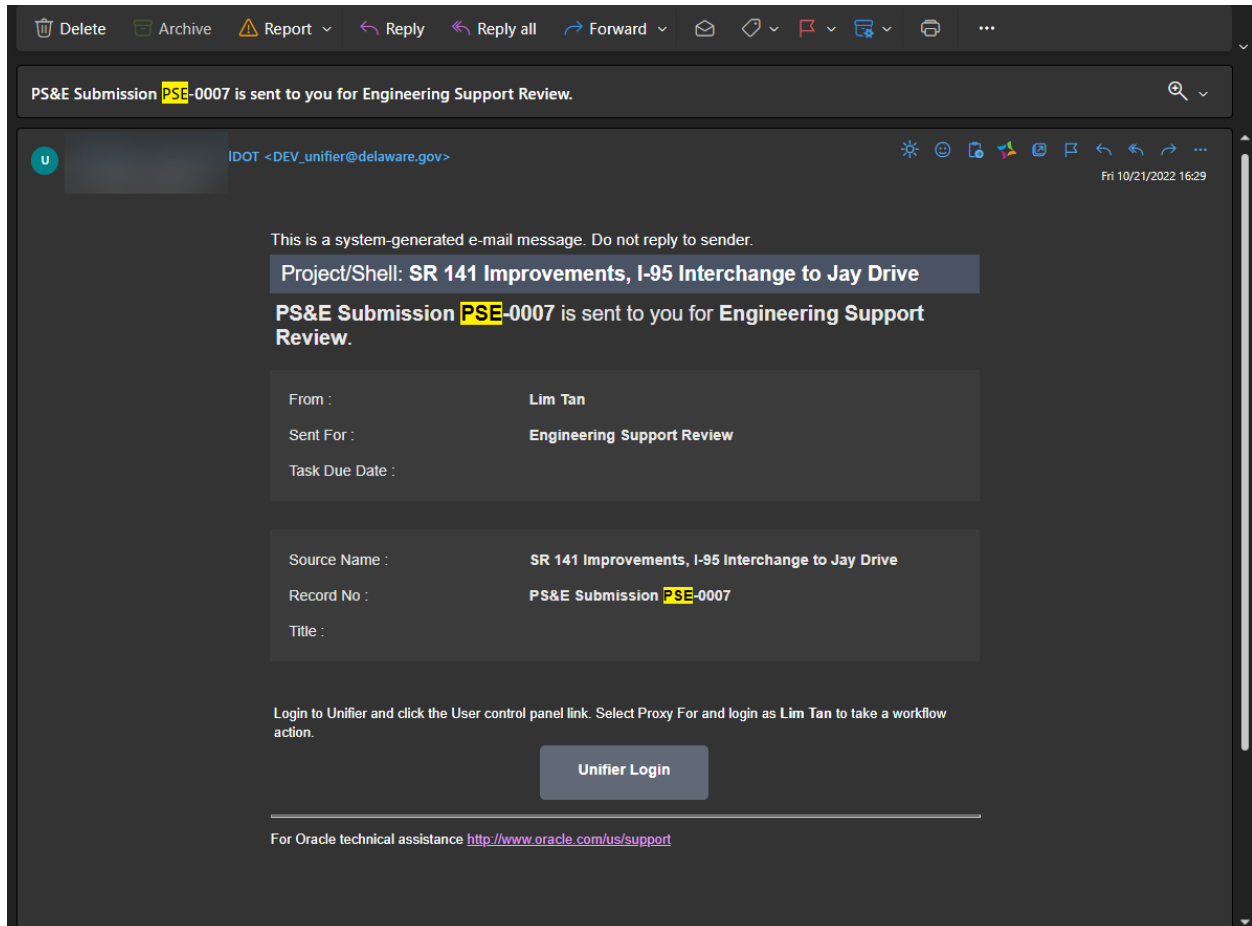 Delete Archive Report Reply Reply all Forward
PS&E Submission PSE-0007 is sent to you for Engineering Support Review.
U
DOT <DEV_unifier@delaware.gov>
Fri 10/21/2022 16:29
This is a system-generated e-mail message. Do not reply to sender.
Project/Shell: SR 141 Improvements, I-95 Interchange to Jay Drive
PS&E Submission PSE-0007 is sent to you for Engineering Support
Review.
From : Lim Tan
Sent For : Engineering Support Review
Task Due Date :
Source Name : SR 141 Improvements, I-95 Interchange to Jay Drive
Record No : PS&E Submission PSE-0007
Title :
Login to Unifier and click the User control panel link. Select Proxy For and login as Lim Tan to take a workflow
action.
Unifier Login
For Oracle technical assistance http://www.oracle.com/us/support